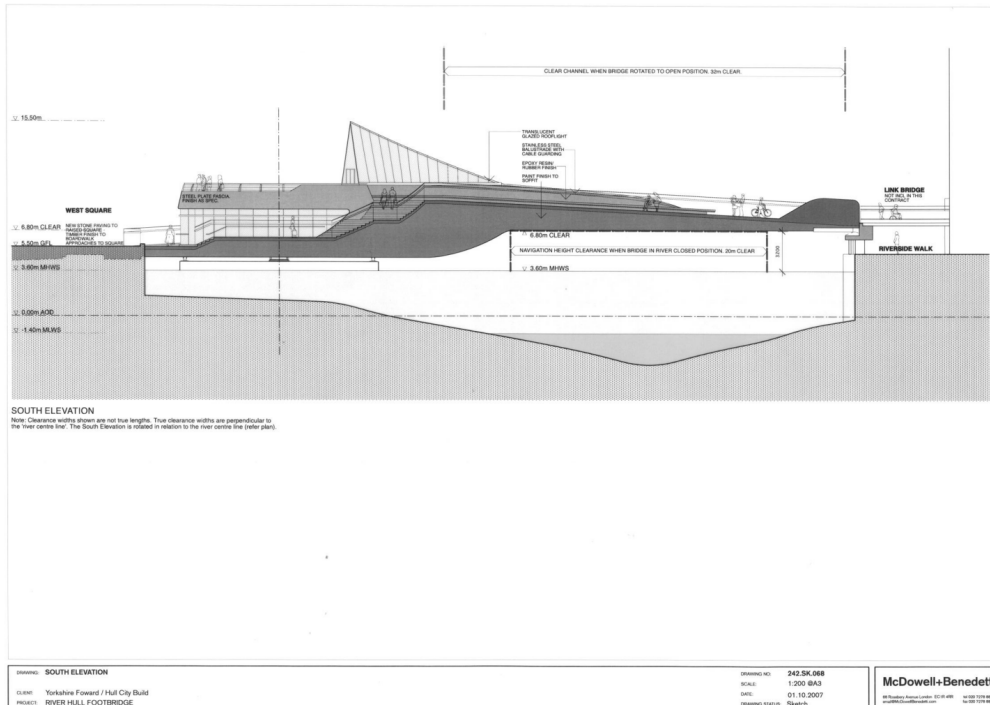 CLEAR CHANNEL WHEN BRIDGE ROTATED TO OPEN POSITION. 32m CLEAR.
15.50m
TRANSLUCENT
GLAZED ROOFLIGHT
STAINLESS STEEL
BALUSTRADE WITH
CABLE GUARDING
EPOXY RESIN/
RUBBER FINISH
PAINT FINISH TO
SOFFIT
STEEL PLATE FASCIA.
FINISH AS SPEC.
LINK BRIDGE
NOT INCL IN THIS
CONTRACT
WEST SQUARE
6.80m CLEAR
NEW STONE PAVING TO
RAISED SQUARE
TIMBER FINISH TO
BOARDWALK
APPROACHES TO SQUARE
5.50m GFL
6.80m CLEAR
NAVIGATION HEIGHT CLEARANCE WHEN BRIDGE IN RIVER CLOSED POSITION. 20m CLEAR
3200
RIVERSIDE WALK
3.60m MHWS
3.60m MHWS
0.00m AOD
-1.40m MLWS
SOUTH ELEVATION
Note: Clearance widths shown are not true lengths. True clearance widths are perpendicular to
the 'river centre line'. The South Elevation is rotated in relation to the river centre line (refer plan).
DRAWING: SOUTH ELEVATION
CLIENT: Yorkshire Foward / Hull City Build
PROJECT: RIVER HULL FOOTBRIDGE
DRAWING NO: 242.SK.068
SCALE: 1:200 @A3
DATE: 01.10.2007
DRAWING STATUS: Sketch
McDowell+Benedett